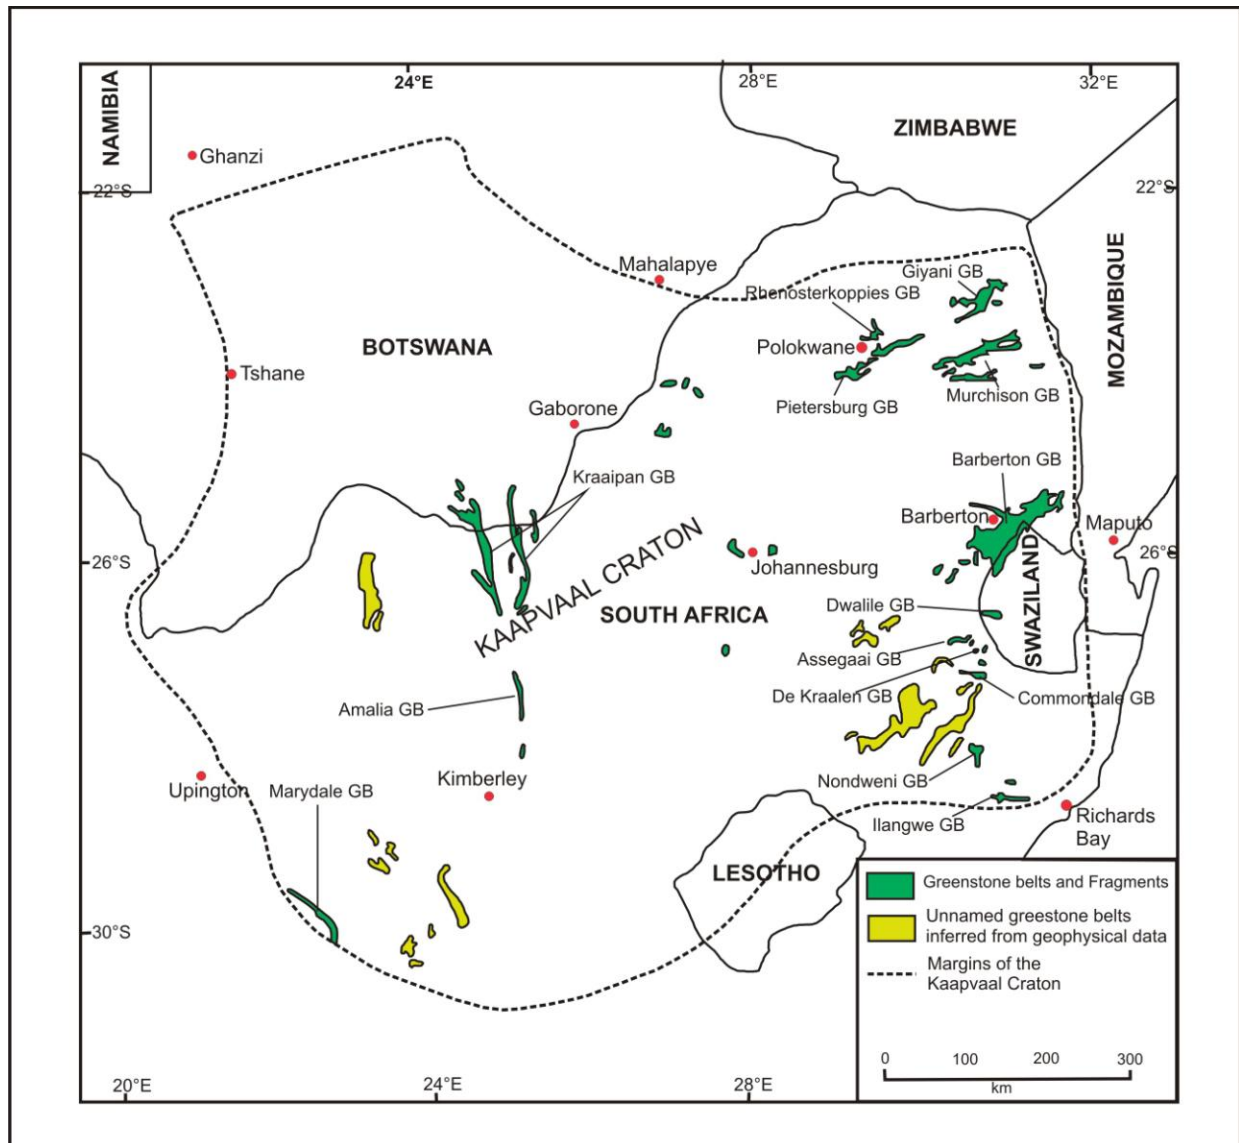 24°E
28°E
32°E
NAMIBIA
ZIMBABWE
Ghanzi
22°S
22°S
MOZAMBIQUE
Mahalapye
Giyani GB
Rhenosterkoppies GB
BOTSWANA
Polokwane
Tshane
Murchison GB
Gaborone
Pietersburg GB
Kraaipan GB
Barberton GB
Barberton
Maputo
KAAPVAAL CRATON
26°S
26°S
Johannesburg
SWAZILAND
Dwalile GB
SOUTH AFRICA
Assegaai GB
De Kraalen GB
Commondale GB
Amalia GB
Kimberley
Nondweni GB
Upington
Marydale GB
Ilangwe GB
Richards
Bay
LESOTHO
Greenstone belts and Fragments
Unnamed greestone belts
inferred from geophysical data
30°S
Margins of the
Kaapvaal Craton
0 100 200 300
km
20°E
24°E
28°E